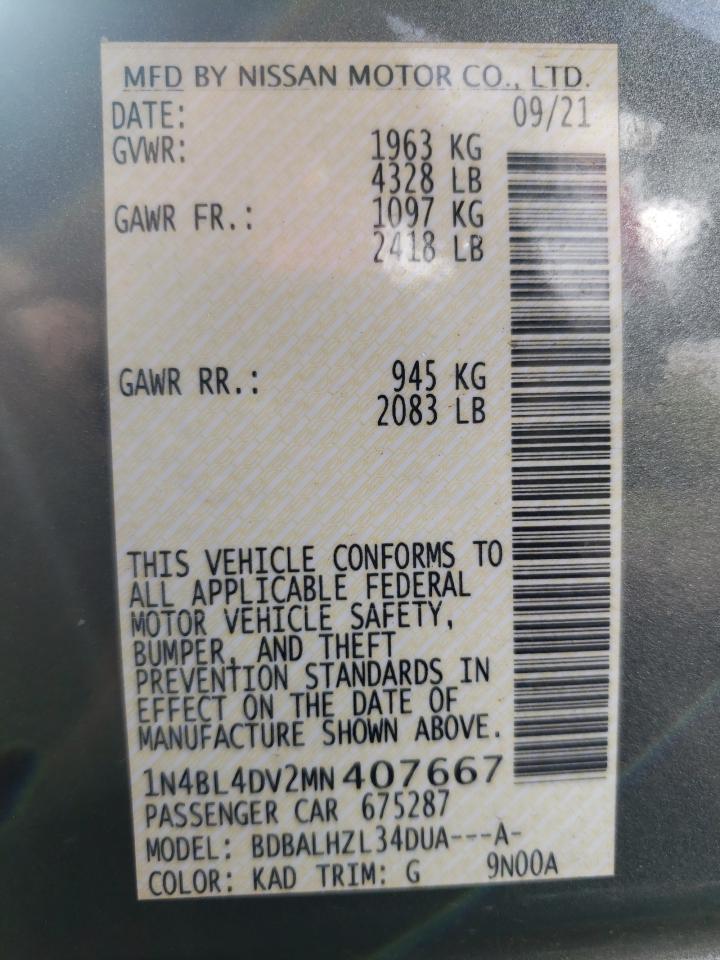 MFD BY NISSAN MOTOR CO., LTD.
DATE: 09/21
GVWR: 1963 KG
4328 LB
GAWR FR.: 1097 KG
2418 LB
GAWR RR.: 945 KG
2083 LB
THIS VEHICLE CONFORMS TO
ALL APPLICABLE FEDERAL
MOTOR VEHICLE SAFETY,
BUMPER, AND THEFT
PREVENTION STANDARDS IN
EFFECT ON THE DATE OF
MANUFACTURE SHOWN ABOVE.
1N4BL4DV2MN407667
PASSENGER CAR 675287
MODEL: BDBALHZL34DUA---A-
COLOR: KAD TRIM: G 9N00A